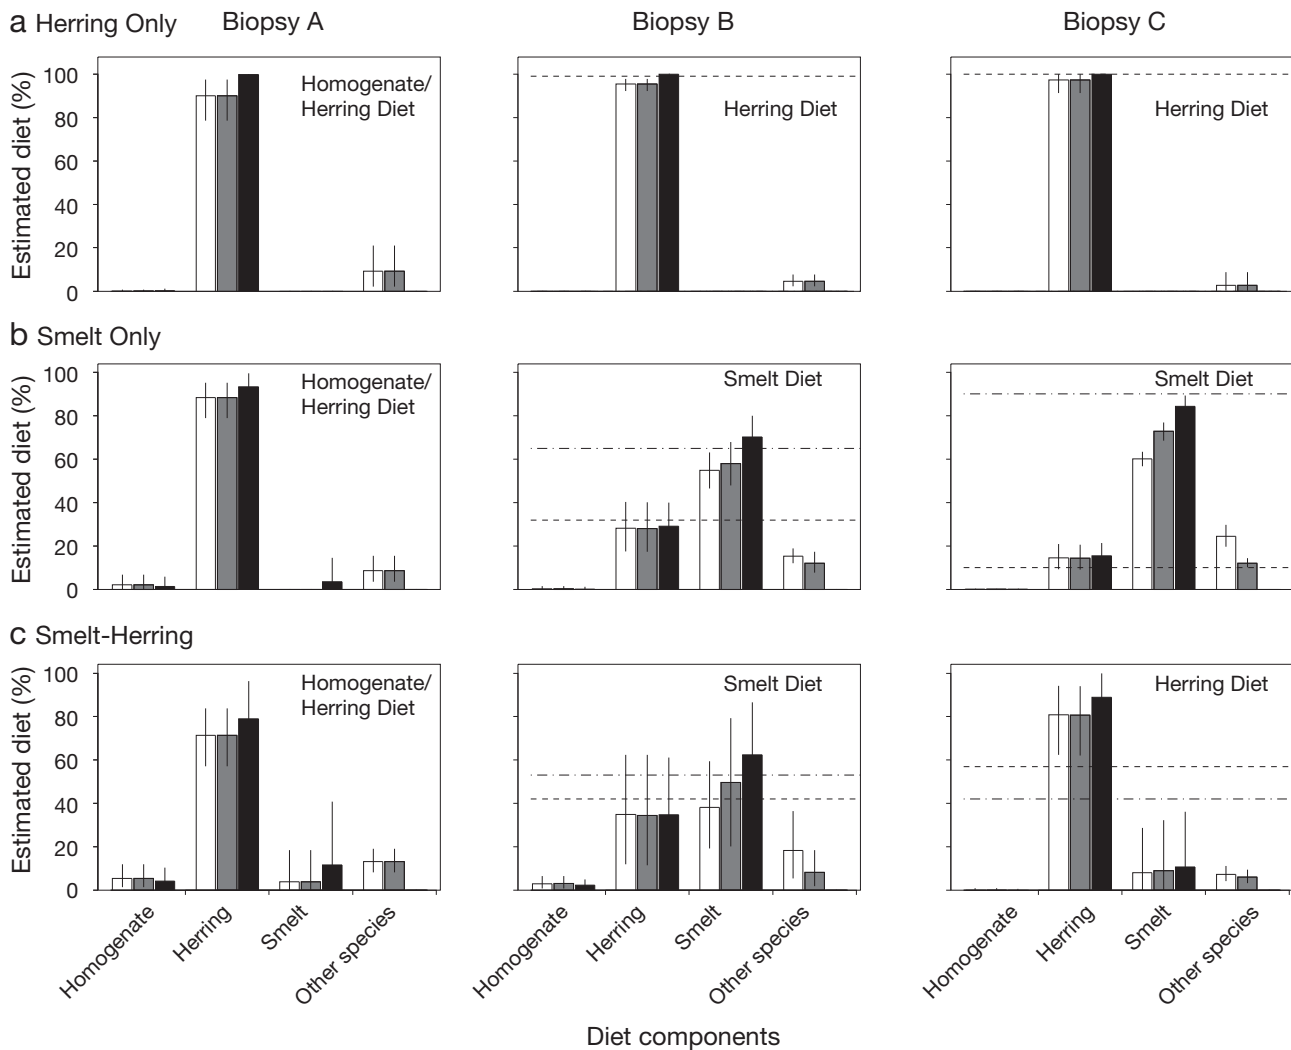 a Herring Only
Biopsy A
Biopsy B
Biopsy C
Estimated diet (%)
100
80
60
40
20
0
Homogenate/
Herring Diet
Herring Diet
Herring Diet
b Smelt Only
Estimated diet (%)
100
80
60
40
20
0
Homogenate/
Herring Diet
Smelt Diet
Smelt Diet
c Smelt-Herring
Estimated diet (%)
100
80
60
40
20
0
Homogenate/
Herring Diet
Smelt Diet
Herring Diet
Homogenate
Herring
Smelt
Other species
Homogenate
Herring
Smelt
Other species
Homogenate
Herring
Smelt
Other species
Diet components